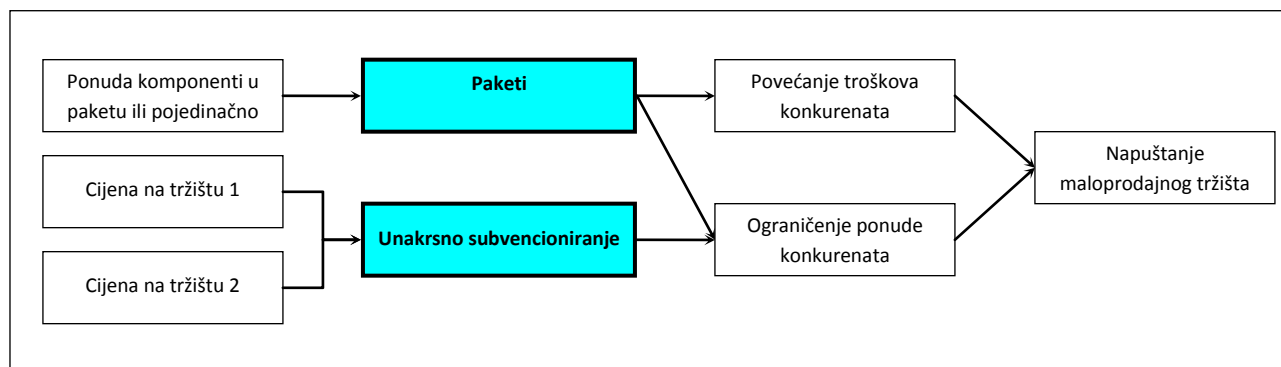 Ponuda komponenti u
paketu ili pojedinačno
Paketi
Povećanje troškova
konkurenata
Cijena na tržištu 1
Napuštanje
maloprodajnog tržišta
Unakrsno subvencioniranje
Ograničenje ponude
konkurenata
Cijena na tržištu 2